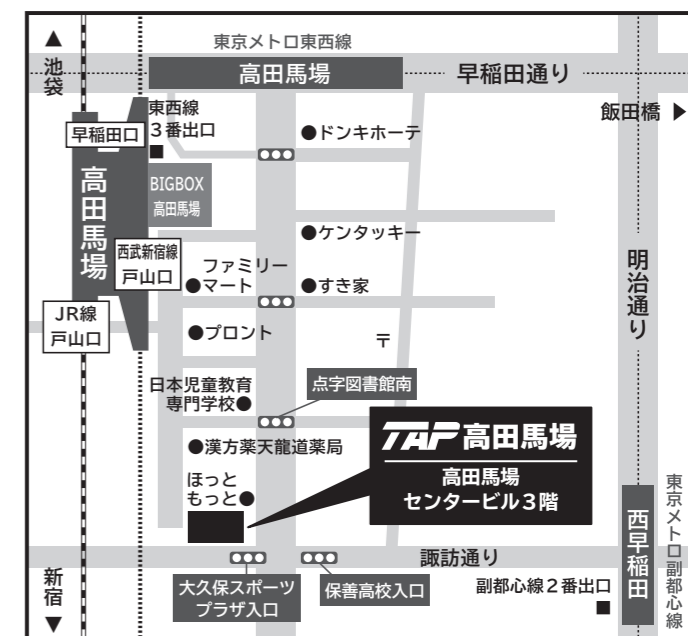 ▲
池袋
東京メトロ東西線
高田馬場
早稲田通り
飯田橋 ▶
早稲田口
東西線
3番出口
■
●ドンキホーテ
高田馬場
BIGBOX
高田馬場
●ケンタッキー
西武新宿線
戸山口
ファミリー
●マート
●すき家
明治通り
JR線
戸山口
●プロント
〒
日本児童教育
専門学校●
点字図書館南
●漢方薬天龍道薬局
TAP高田馬場
高田馬場
センタービル3階
ほっと
もっと●
諏訪通り
西早稲田
東京メトロ副都心線
大久保スポーツ
プラザ入口
保善高校入口
副都心線2番出口
■
新宿
▼